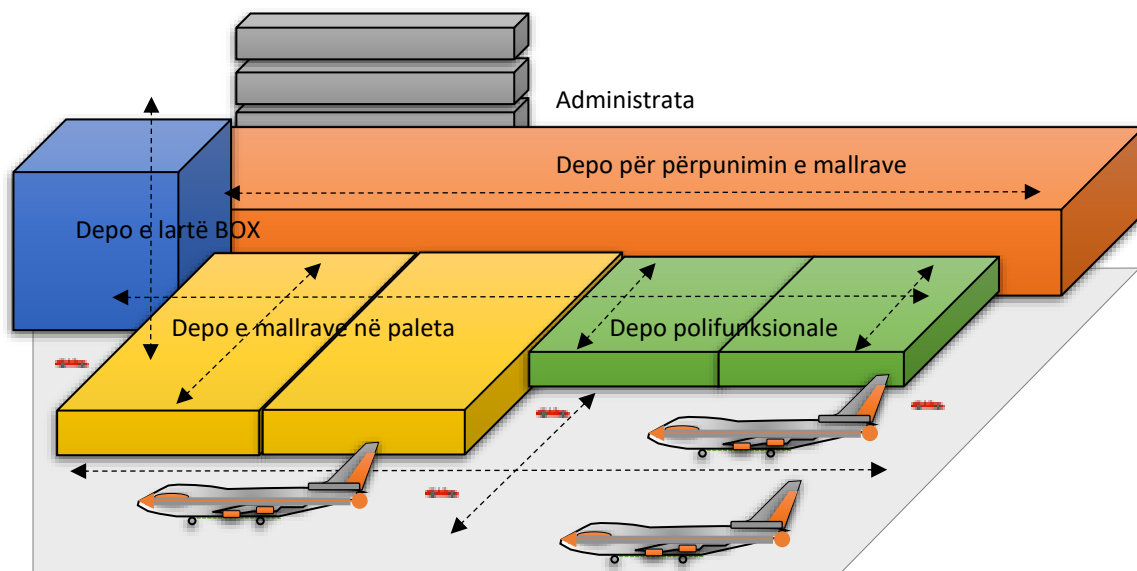 Administrata
Depo për përpunimin e mallrave
Depo e lartë BOX
Depo e mallrave në paleta
Depo polifunksionale